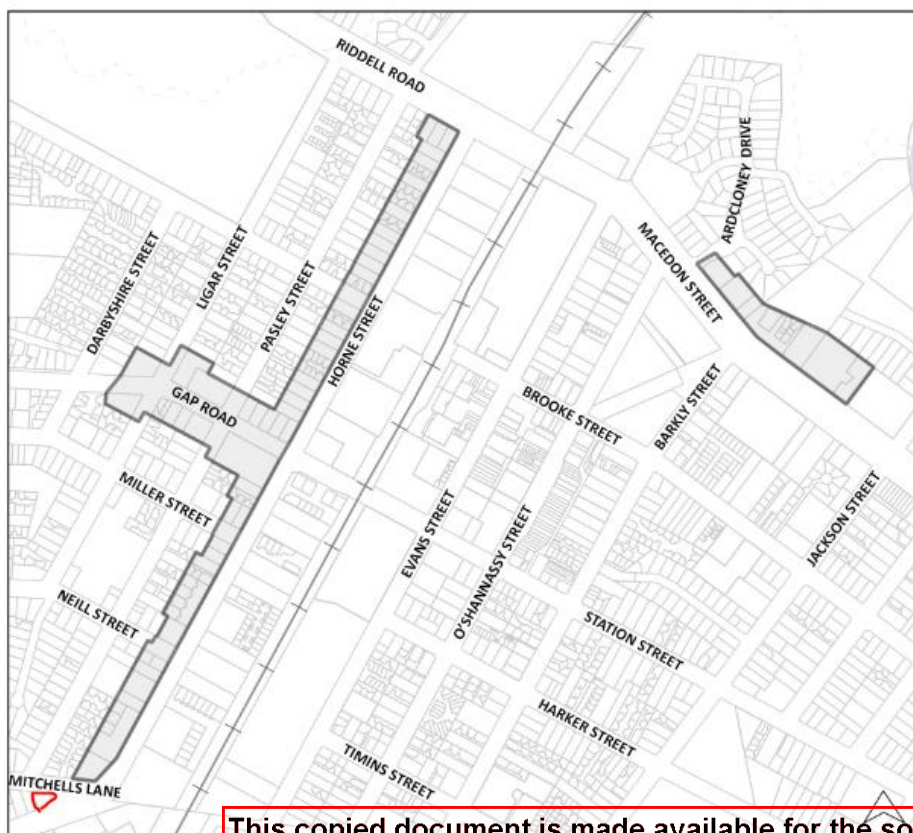 RIDDELL ROAD
ARDCLONEY DRIVE
MACEDON STREET
DARBYSHIRE STREET
LIGAR STREET
PASLEY STREET
HORNE STREET
GAP ROAD
BROOKE STREET
BARKLY STREET
MILLER STREET
EVANS STREET
O'SHANNASSY STREET
JACKSON STREET
NEILL STREET
STATION STREET
HARKER STREET
TIMINS STREET
MITCHELLS LANE
This copied document is made available for the so